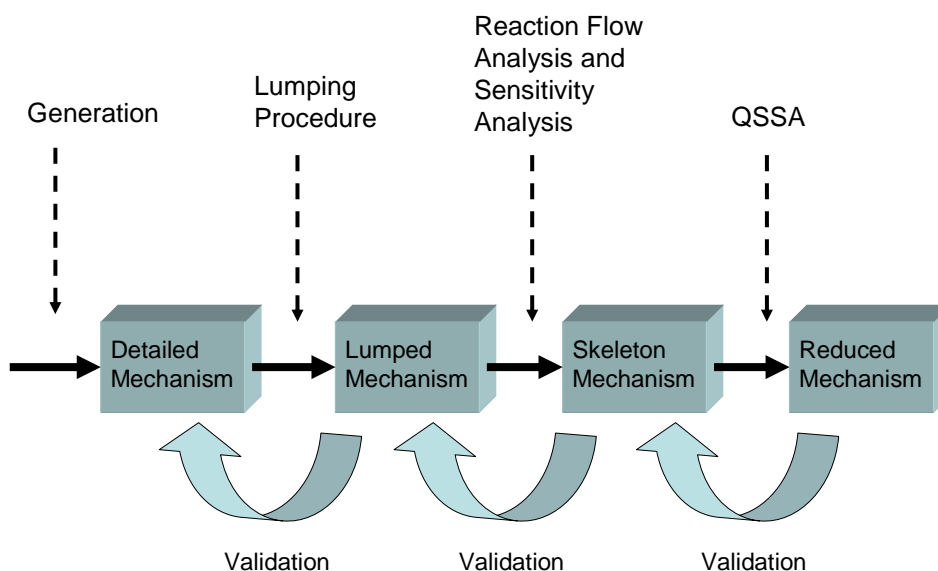 Generation
Lumping
Procedure
Reaction Flow
Analysis and
Sensitivity
Analysis
QSSA
Detailed
Mechanism
Lumped
Mechanism
Skeleton
Mechanism
Reduced
Mechanism
Validation
Validation
Validation